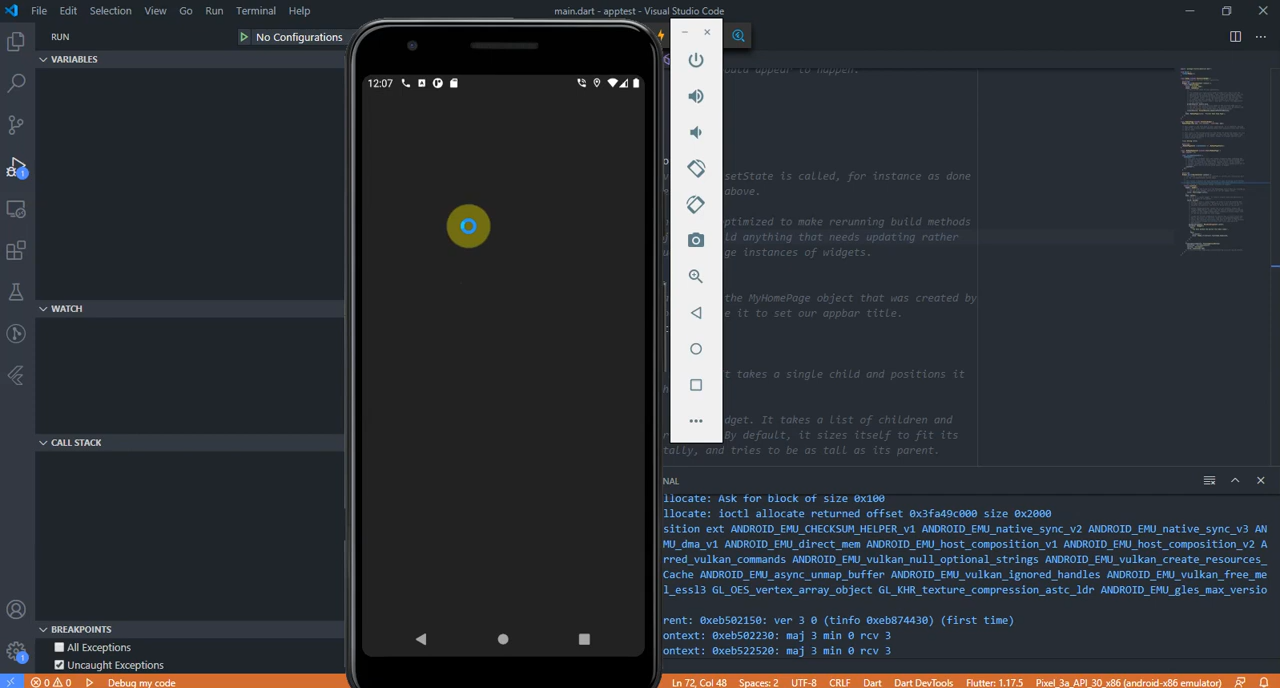 File Edit Selection View Go Run Terminal Help
main.dart - apptest - Visual Studio Code
RUN
No Configurations
VARIABLES
WATCH
CALL STACK
BREAKPOINTS
All Exceptions
Uncaught Exceptions
12:07
appear to happen.
setState is called, for instance as done
above.
ptimized to make rerunning build methods
ld anything that needs updating rather
ge instances of widgets.
the MyHomePage object that was created by
e it to set our appbar title.
t takes a single child and positions it
dget. It takes a list of children and
By default, it sizes itself to fit its
tally, and tries to be as tall as its parent.
NAL
llocate: Ask for block of size 0x100
llocate: ioctl allocate returned offset 0x3fa49c000 size 0x2000
sition ext ANDROID_EMU_CHECKSUM_HELPER_v1 ANDROID_EMU_native_sync_v2 ANDROID_EMU_native_sync_v3 AN
MU_dma_v1 ANDROID_EMU_direct_mem ANDROID_EMU_host_composition_v1 ANDROID_EMU_host_composition_v2 A
rred_vulkan_commands ANDROID_EMU_vulkan_null_optional_strings ANDROID_EMU_vulkan_create_resources_
Cache ANDROID_EMU_async_unmap_buffer ANDROID_EMU_vulkan_ignored_handles ANDROID_EMU_vulkan_free_me
l_essl3 GL_OES_vertex_array_object GL_KHR_texture_compression_astc_ldr ANDROID_EMU_gles_max_versio
rent: 0xeb502150: ver 3 0 (tinfo 0xeb874430) (first time)
ontext: 0xeb502230: maj 3 min 0 rcv 3
ontext: 0xeb522520: maj 3 min 0 rcv 3
1
1
0 0 Debug my code
Ln 72, Col 48 Spaces: 2 UTF-8 CRLF Dart Dart DevTools Flutter: 1.17.5 Pixel_3a_API_30_x86 (android-x86 emulator)